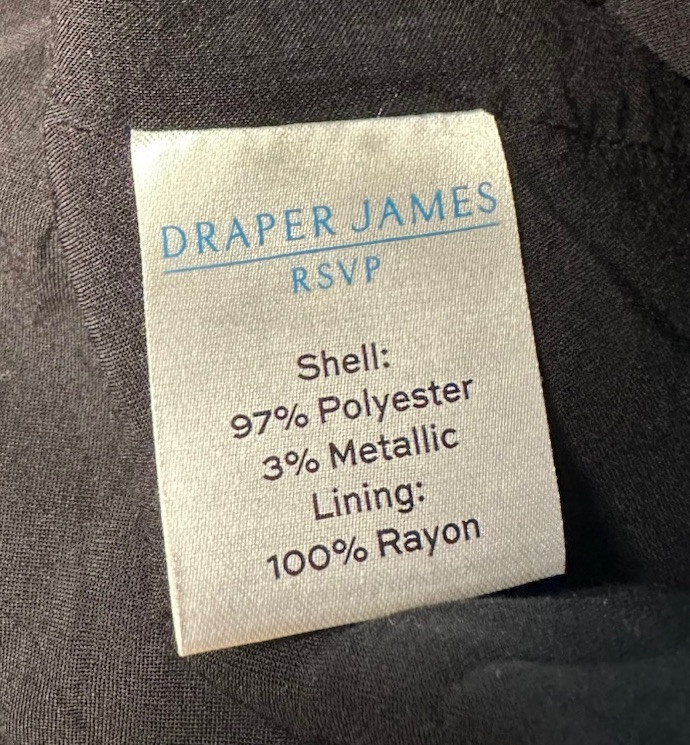 DRAPER JAMES
RSVP
Shell:
97% Polyester
3% Metallic
Lining:
100% Rayon